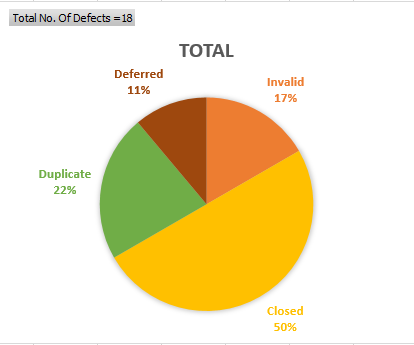 Total No. Of Defects =18
TOTAL
Deferred
11%
Invalid
17%
Duplicate
22%
Closed
50%